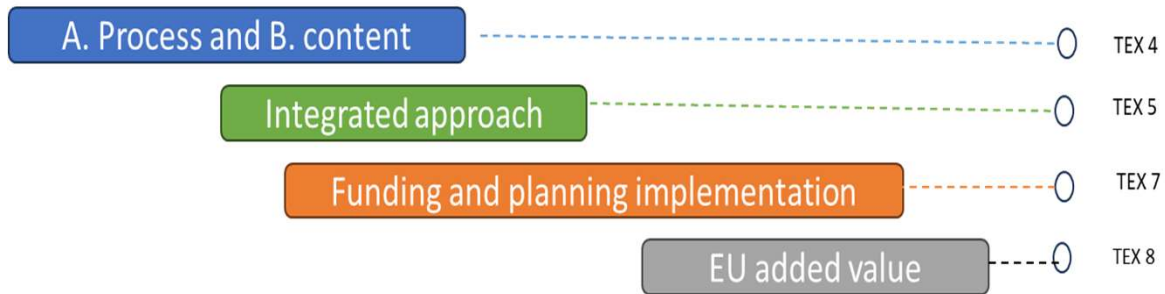 A. Process and B. content
TEX 4
Integrated approach
TEX 5
Funding and planning implementation
TEX 7
EU added value
TEX 8